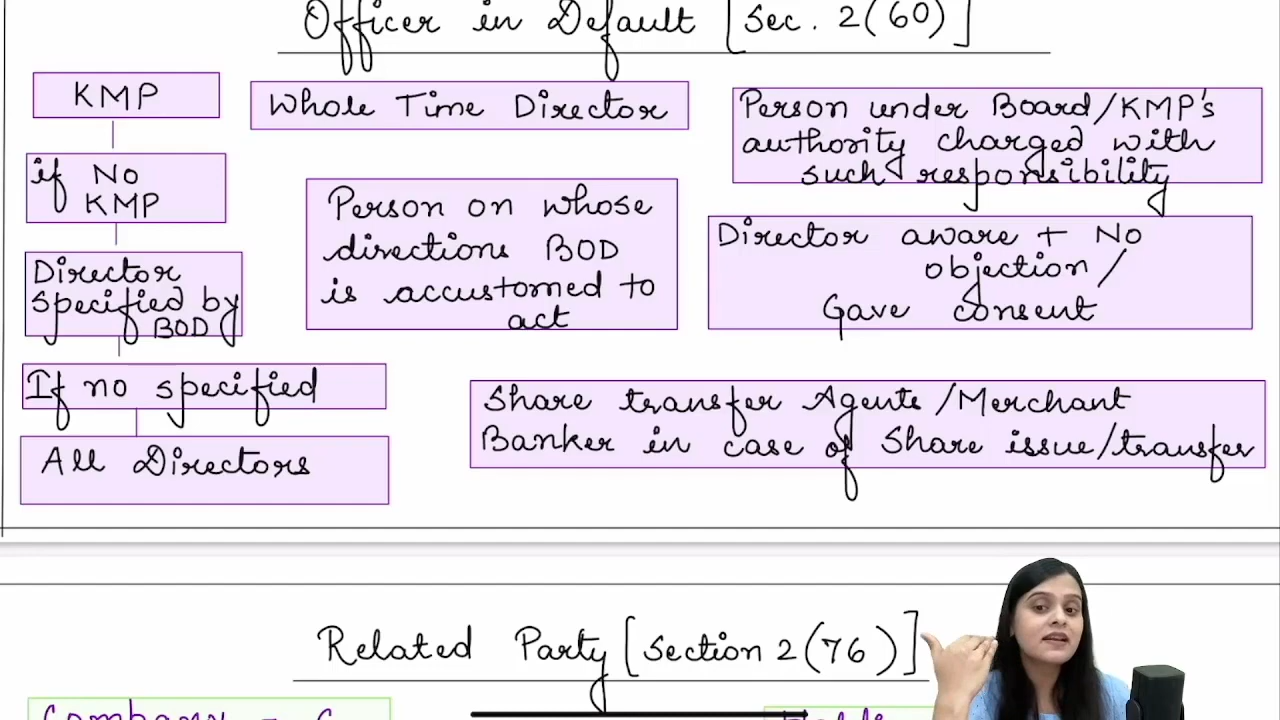 Officer in Default [Sec. 2(60)]
KMP
if No
KMP
Director
specified by
BOD
If no specified
All Directors
Whole Time Director
Person on whose
directions BOD
is accustomed to
act
Person under Board/KMP's
authority charged with
such responsibility
Director aware + No
objection/
Gave consent
Share transfer Agents/Merchant
Banker in case of Share issue/transfer
Related Party [Section 2(76)]
Company -